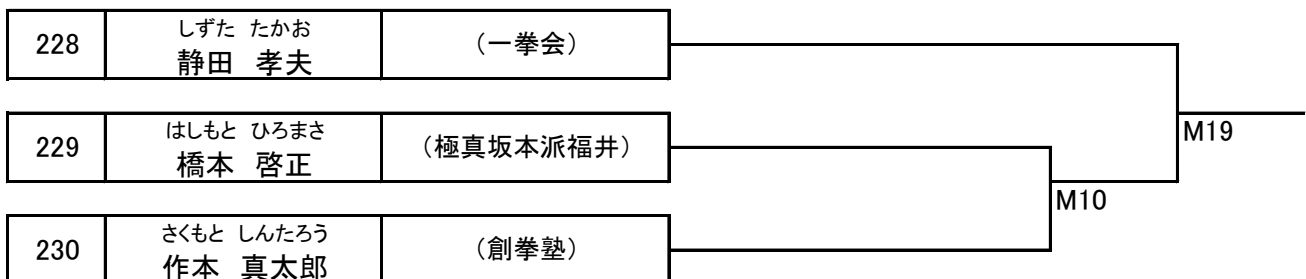 しずた たかお
228 静田 孝夫 （一拳会）
はしもと ひろまさ
229 橋本 啓正 （極真坂本派福井）
M19
M10
さくもと しんたろう
230 作本 真太郎 （創拳塾）